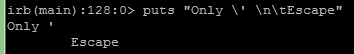 irb(main):128:0> puts "Only \' \n\tEscape"
Only '
        Escape